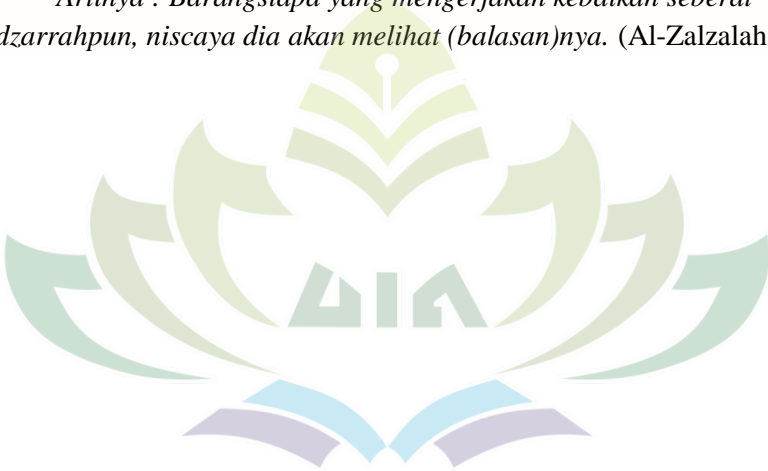 Artinya : Barangsiapa yang mengerjakan kebaikan seberat
dzarrahpun, niscaya dia akan melihat (balasan)nya. (Al-Zalzalah